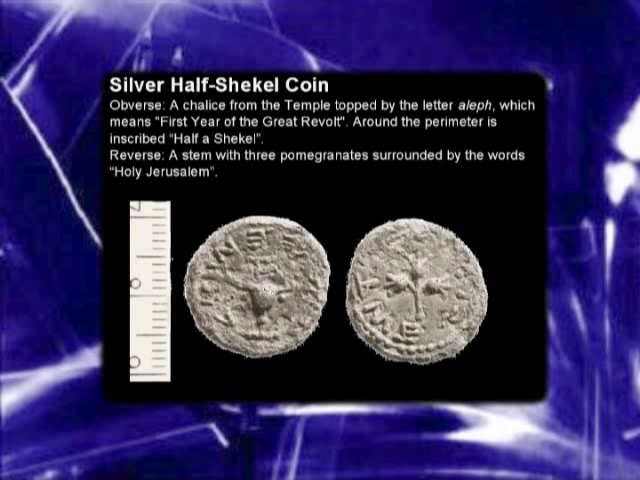 Silver Half-Shekel Coin
Obverse: A chalice from the Temple topped by the letter aleph, which
means "First Year of the Great Revolt". Around the perimeter is
inscribed "Half a Shekel".
Reverse: A stem with three pomegranates surrounded by the words
"Holy Jerusalem".